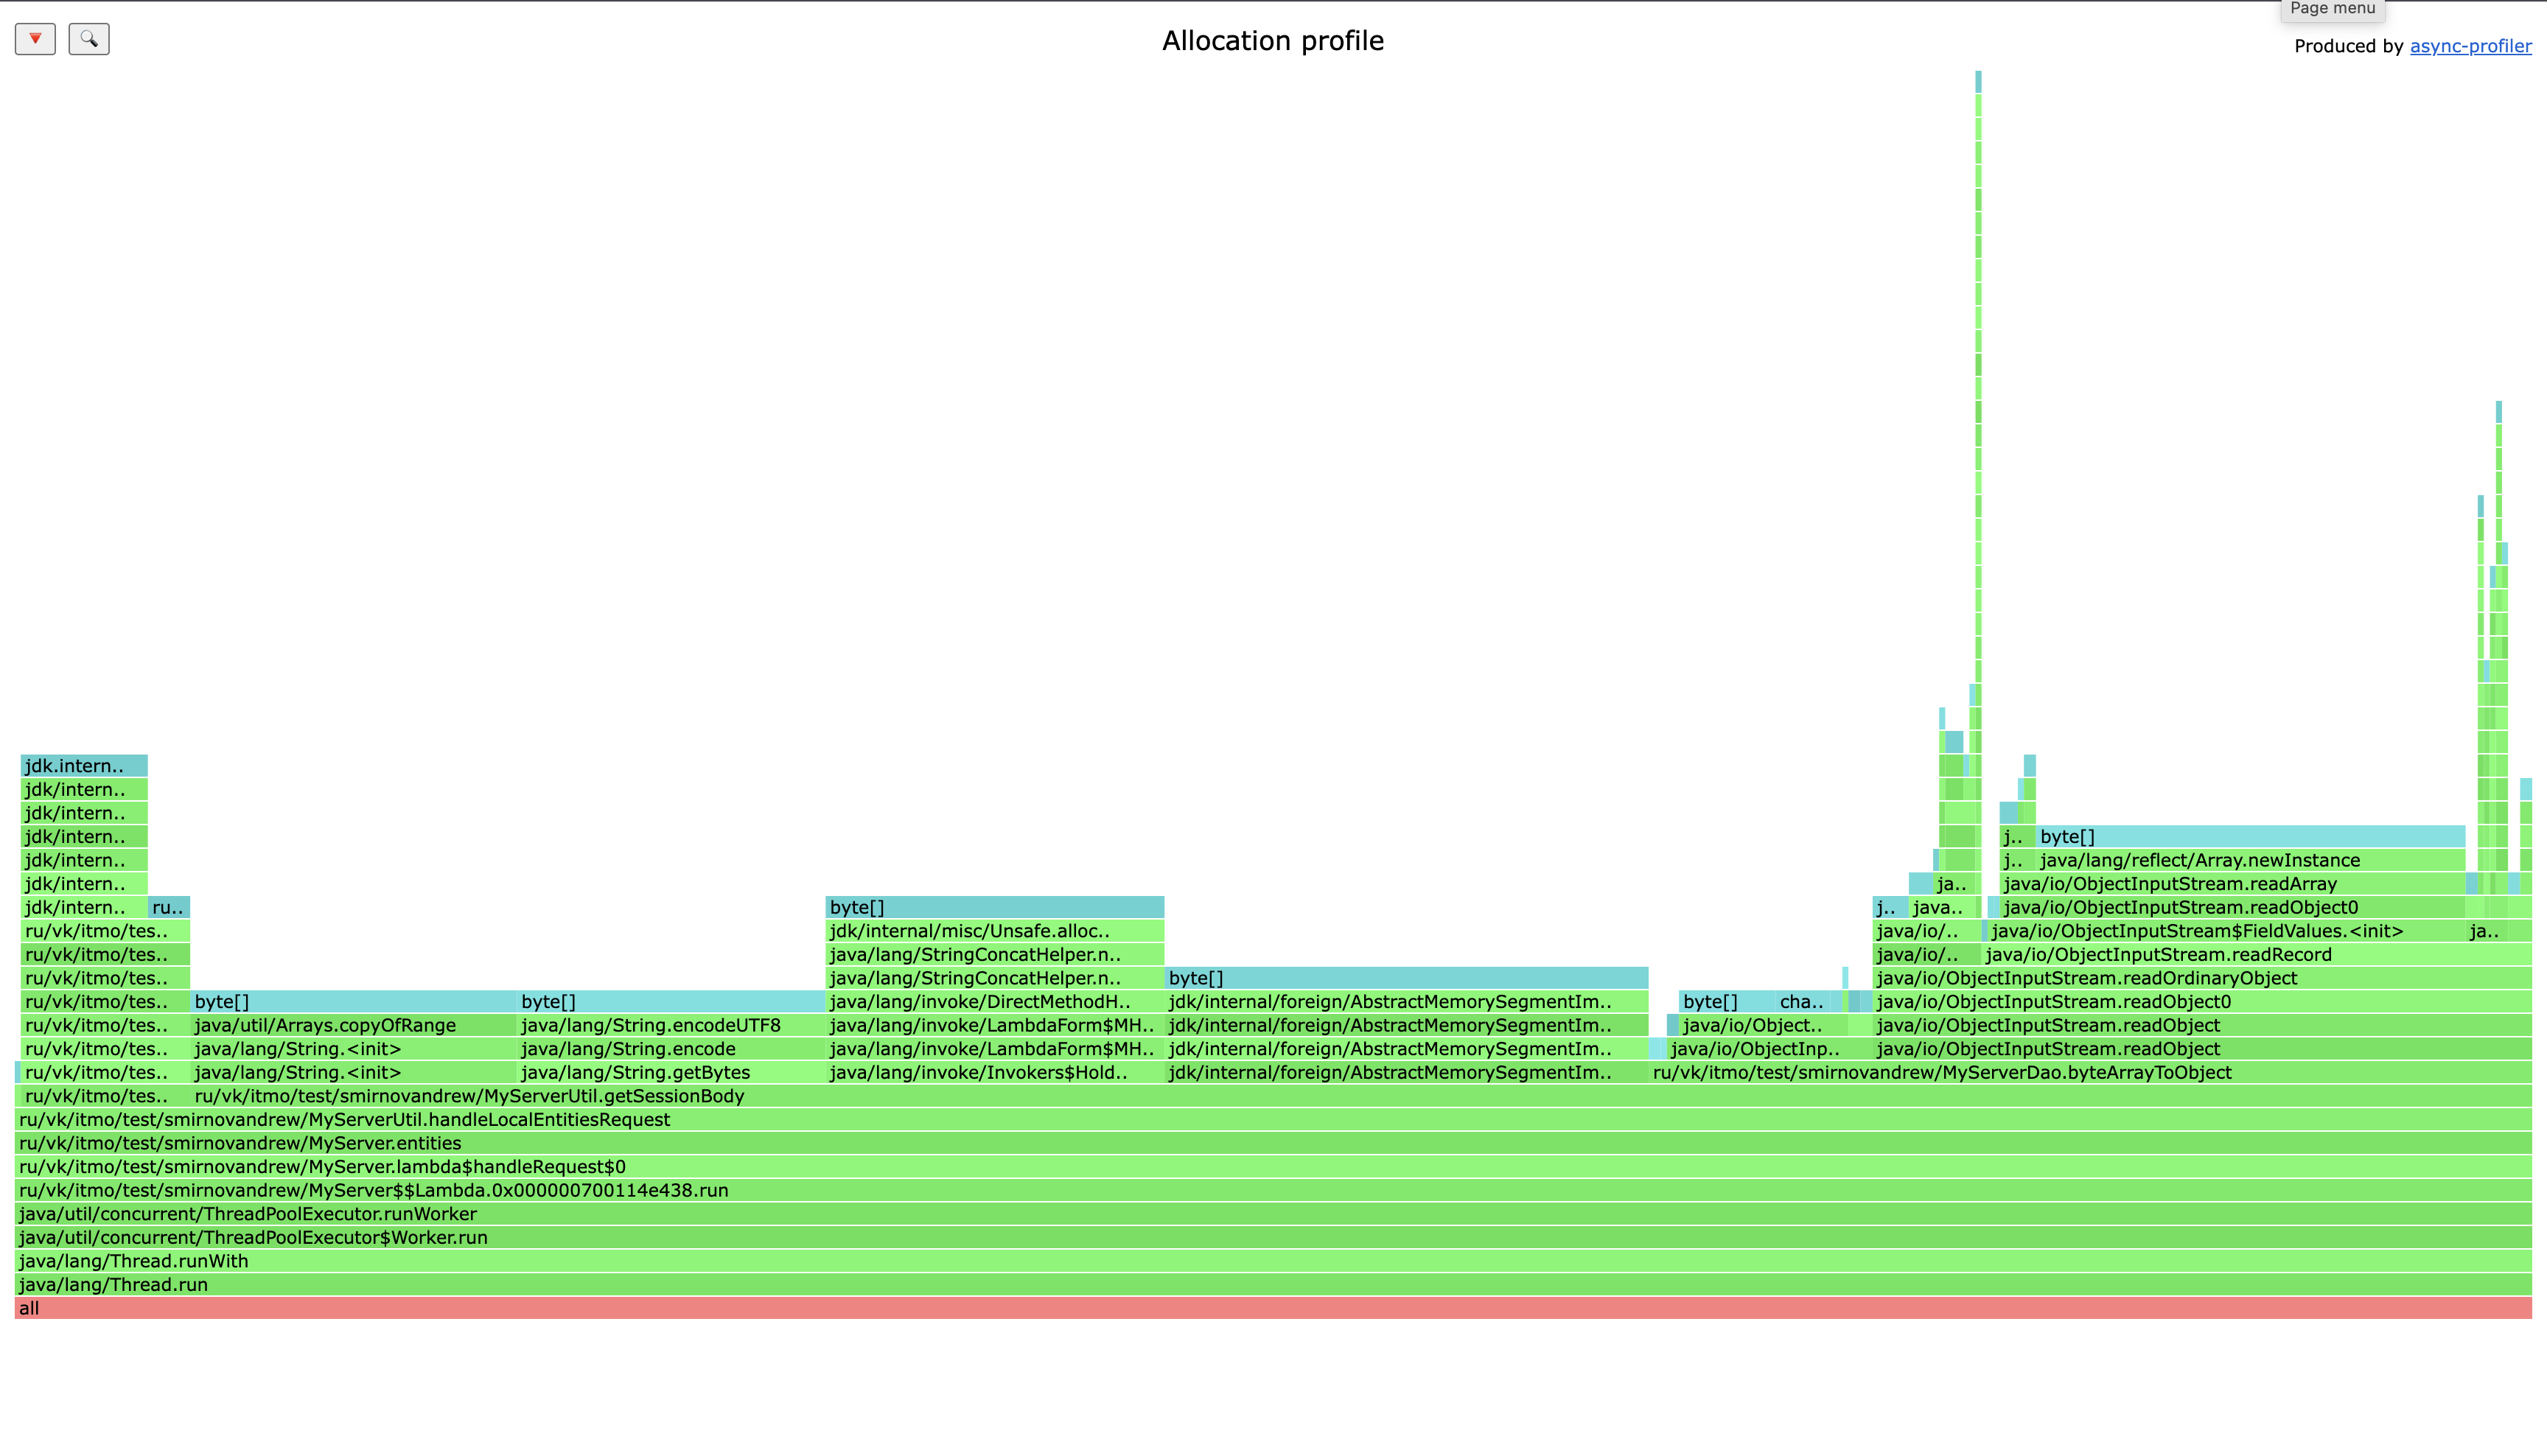 Page menu
Allocation profile
Produced by async-profiler
jdk.intern..
jdk/intern..
jdk/intern..
jdk/intern.. j.. byte[]
jdk/intern.. j.. java/lang/reflect/Array.newInstance
jdk/intern.. ja.. java/io/ObjectInputStream.readArray
jdk/intern.. ru.. byte[] j.. java.. java/io/ObjectInputStream.readObject0
ru/vk/itmo/tes.. jdk/internal/misc/Unsafe.alloc.. java/io/.. java/io/ObjectInputStream$FieldValues.<init> ja..
ru/vk/itmo/tes.. java/lang/StringConcatHelper.n.. java/io/.. java/io/ObjectInputStream.readRecord
ru/vk/itmo/tes.. java/lang/StringConcatHelper.n.. byte[] java/io/ObjectInputStream.readOrdinaryObject
ru/vk/itmo/tes.. byte[] byte[] java/lang/invoke/DirectMethodH.. jdk/internal/foreign/AbstractMemorySegmentIm.. byte[] cha.. java/io/ObjectInputStream.readObject0
ru/vk/itmo/tes.. java/util/Arrays.copyOfRange java/lang/String.encodeUTF8 java/lang/invoke/LambdaForm$MH.. jdk/internal/foreign/AbstractMemorySegmentIm.. java/io/Object.. java/io/ObjectInputStream.readObject
ru/vk/itmo/tes.. java/lang/String.<init> java/lang/String.encode java/lang/invoke/LambdaForm$MH.. jdk/internal/foreign/AbstractMemorySegmentIm.. java/io/ObjectInp.. java/io/ObjectInputStream.readObject
ru/vk/itmo/tes.. java/lang/String.<init> java/lang/String.getBytes java/lang/invoke/Invokers$Hold.. jdk/internal/foreign/AbstractMemorySegmentIm.. ru/vk/itmo/test/smirnovandrew/MyServerDao.byteArrayToObject
ru/vk/itmo/tes.. ru/vk/itmo/test/smirnovandrew/MyServerUtil.getSessionBody
ru/vk/itmo/test/smirnovandrew/MyServerUtil.handleLocalEntitiesRequest
ru/vk/itmo/test/smirnovandrew/MyServer.entities
ru/vk/itmo/test/smirnovandrew/MyServer.lambda$handleRequest$0
ru/vk/itmo/test/smirnovandrew/MyServer$$Lambda.0x000000700114e438.run
java/util/concurrent/ThreadPoolExecutor.runWorker
java/util/concurrent/ThreadPoolExecutor$Worker.run
java/lang/Thread.runWith
java/lang/Thread.run
all